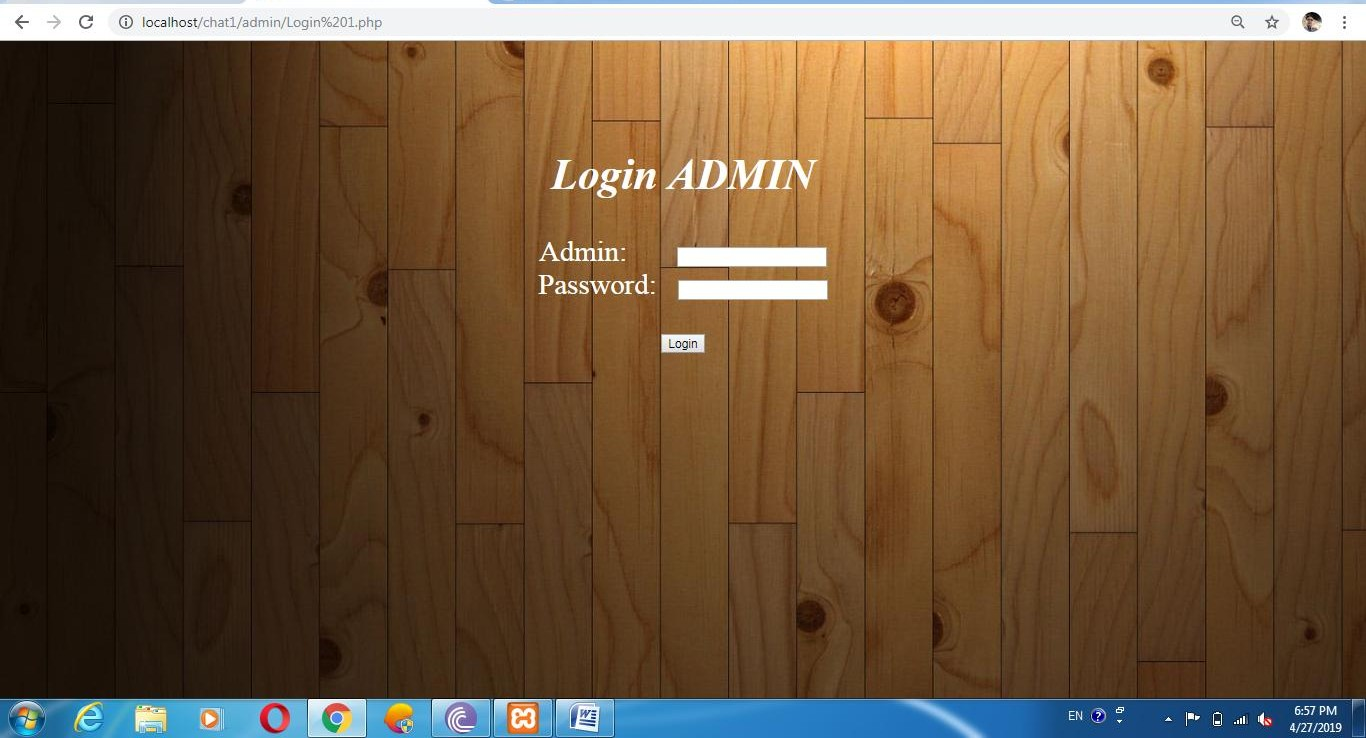 localhost/chat1/admin/Login%201.php
Login ADMIN
Admin:
Password:
Login
EN
6:57 PM
4/27/2019